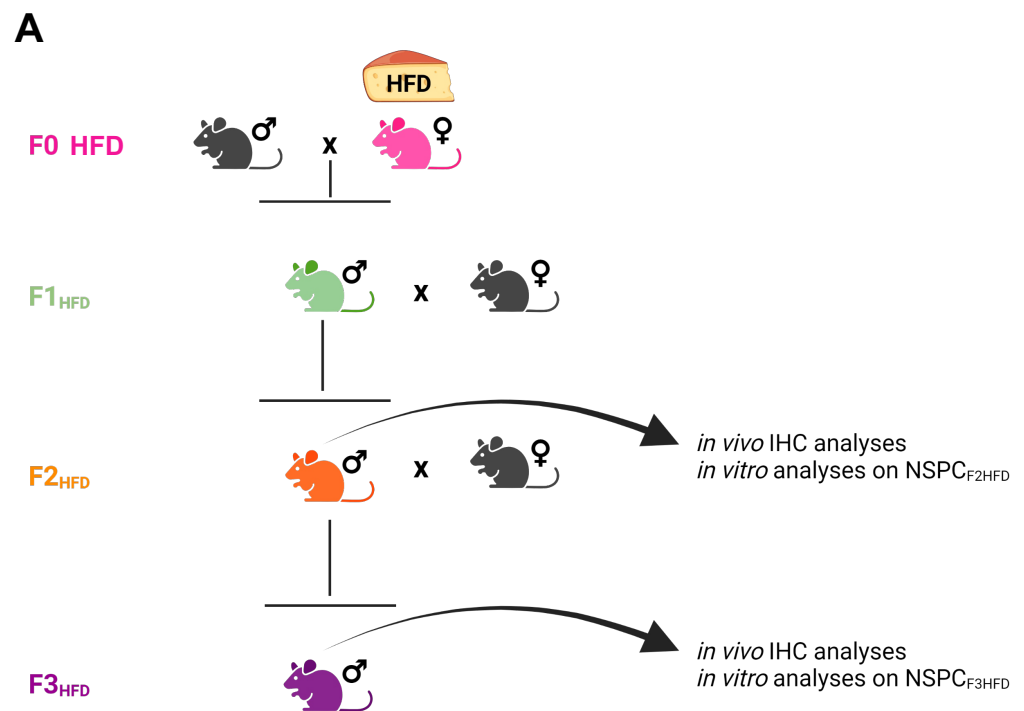 A
HFD
F0 HFD
♂ x ♀
F1HFD
♂ x ♀
in vivo IHC analyses
in vitro analyses on NSPCF2HFD
F2HFD
♂ x ♀
in vivo IHC analyses
in vitro analyses on NSPCF3HFD
F3HFD
♂